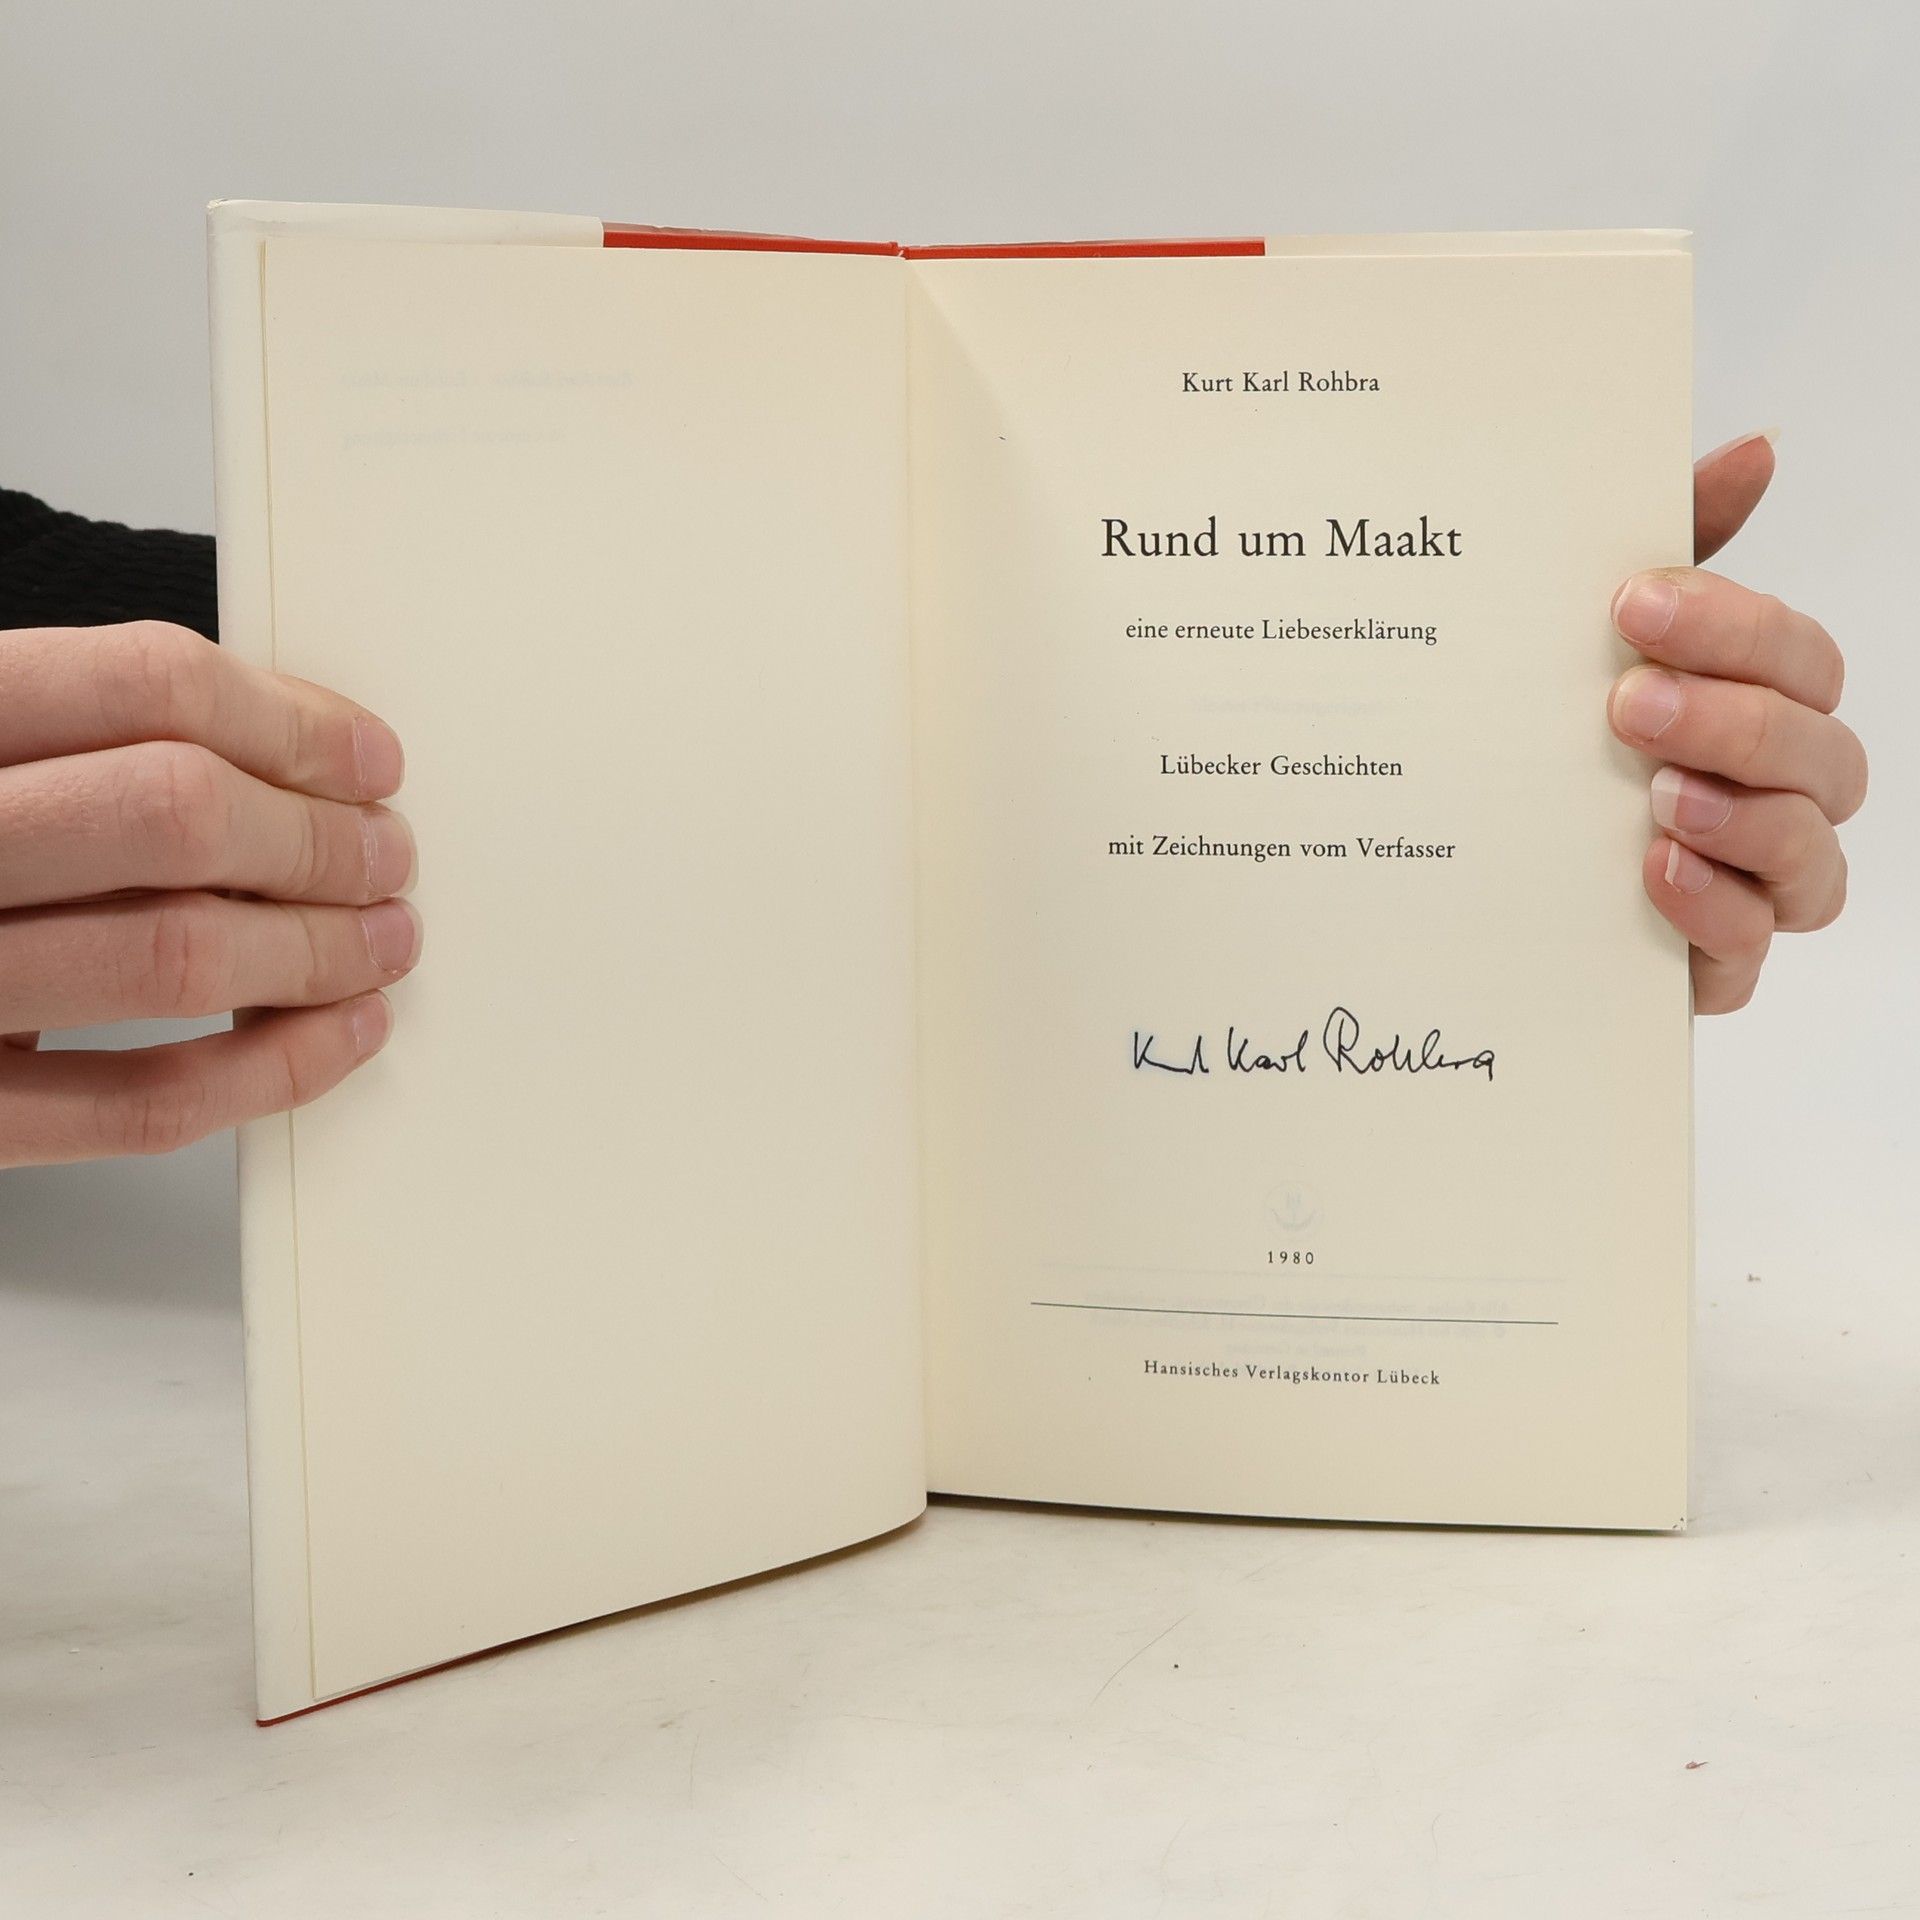 Kurt Karl Rohbra
Rund um Maakt
eine erneute Liebeserklärung
Lübecker Geschichten
mit Zeichnungen vom Verfasser
Kurt Karl Rohbra
1980
Hansisches Verlagskontor Lübeck